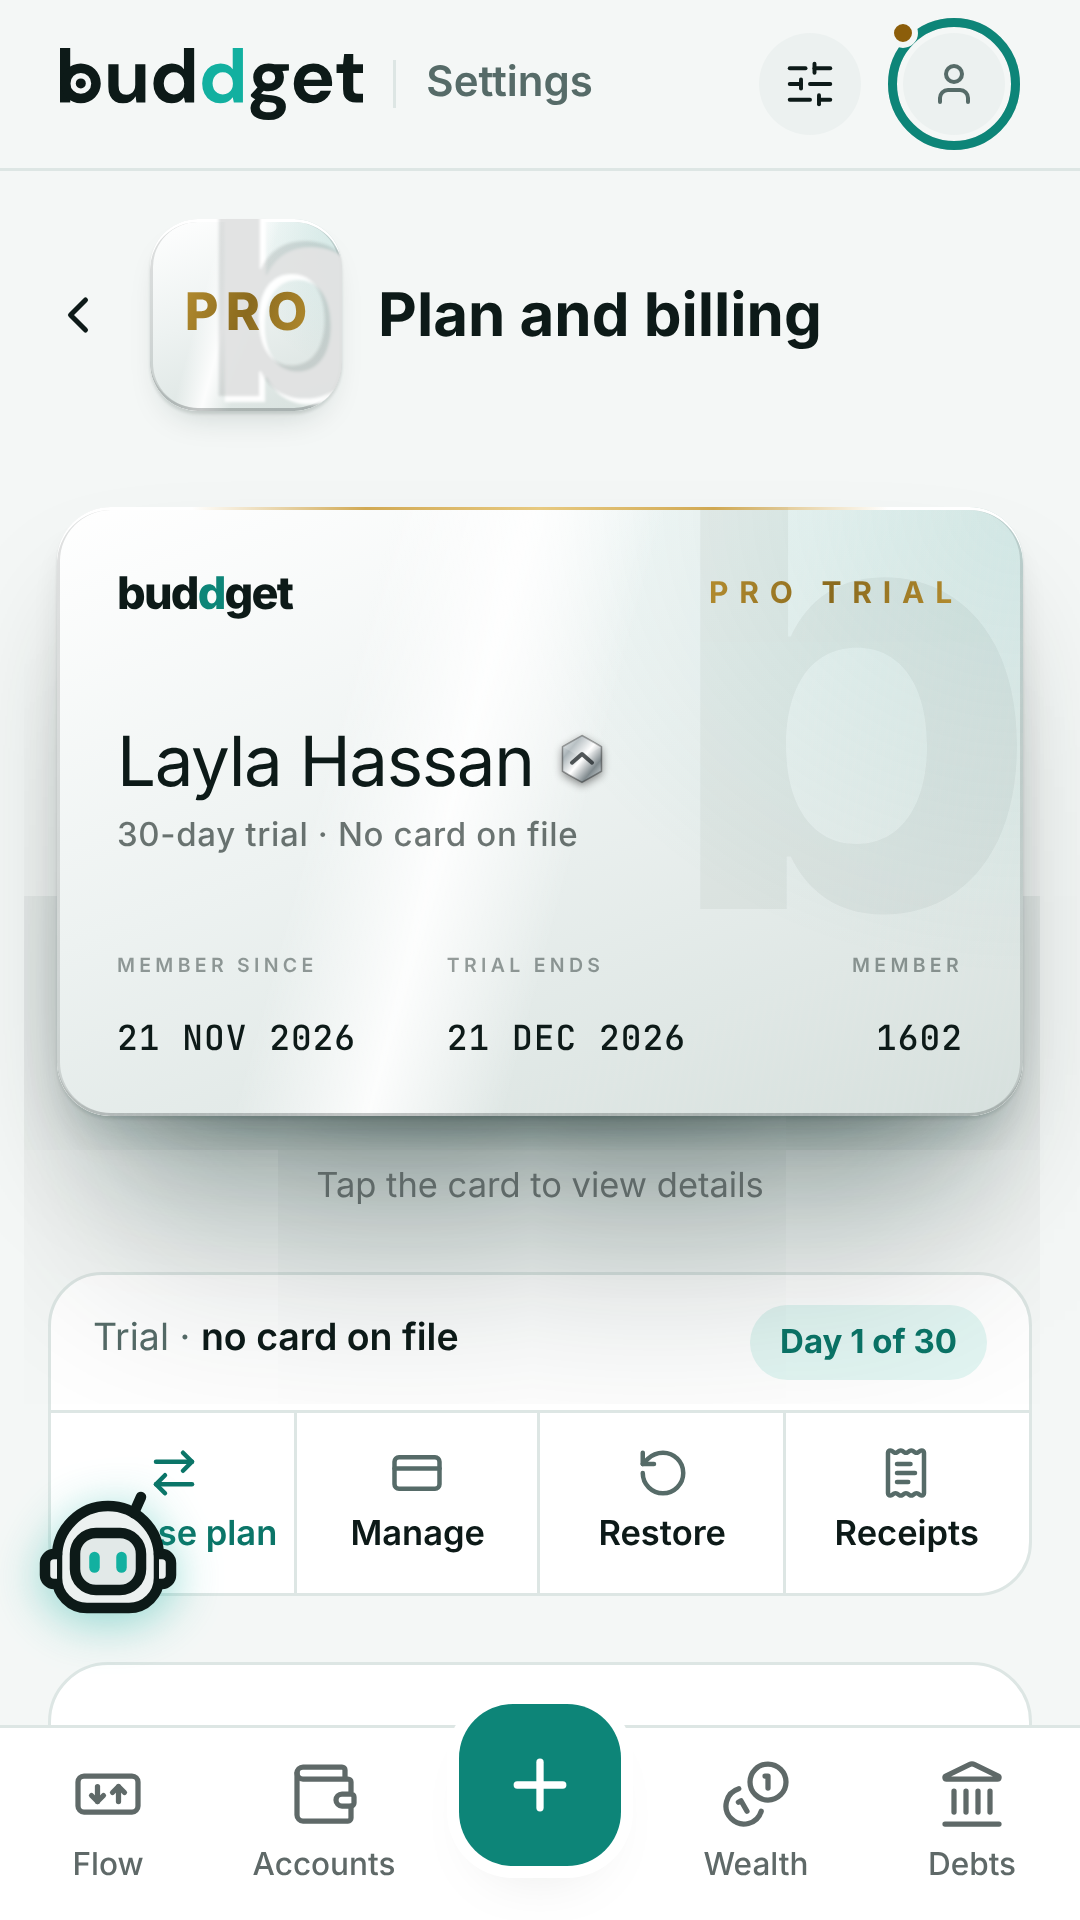 buddget Settings
PRO Plan and billing
buddget PRO TRIAL
Layla Hassan
30-day trial · No card on file
MEMBER SINCE TRIAL ENDS MEMBER
21 NOV 2026 21 DEC 2026 1602
Tap the card to view details
Trial · no card on file Day 1 of 30
plan Manage Restore Receipts
Flow Accounts Wealth Debts